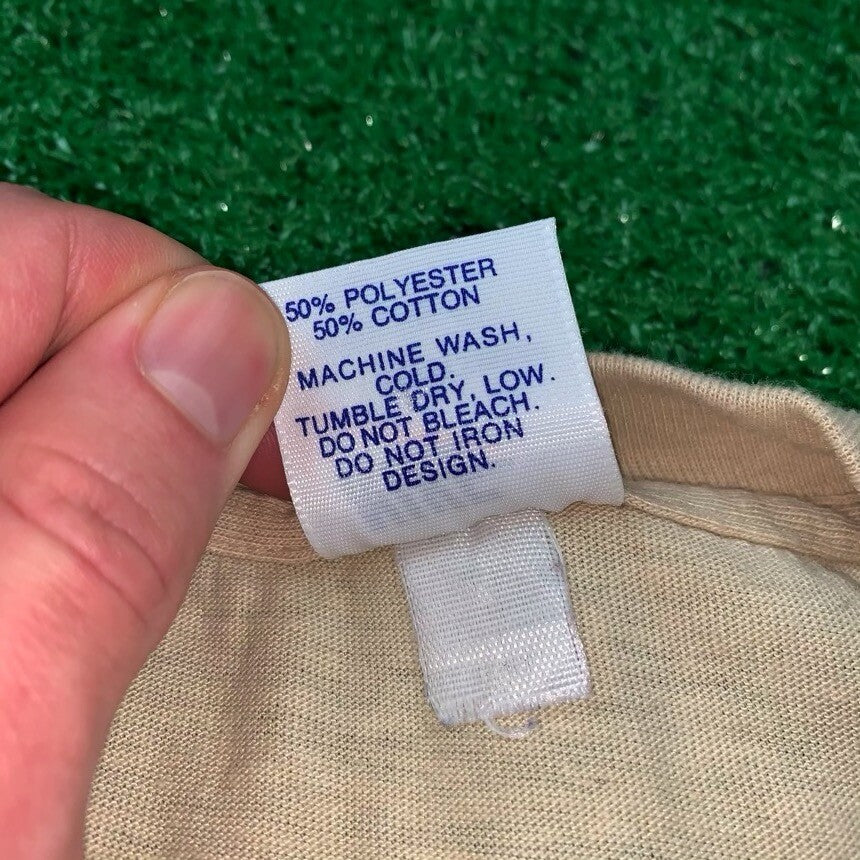 50% POLYESTER
50% COTTON
MACHINE WASH,
COLD.
TUMBLE DRY, LOW.
DO NOT BLEACH.
DO NOT IRON
DESIGN.